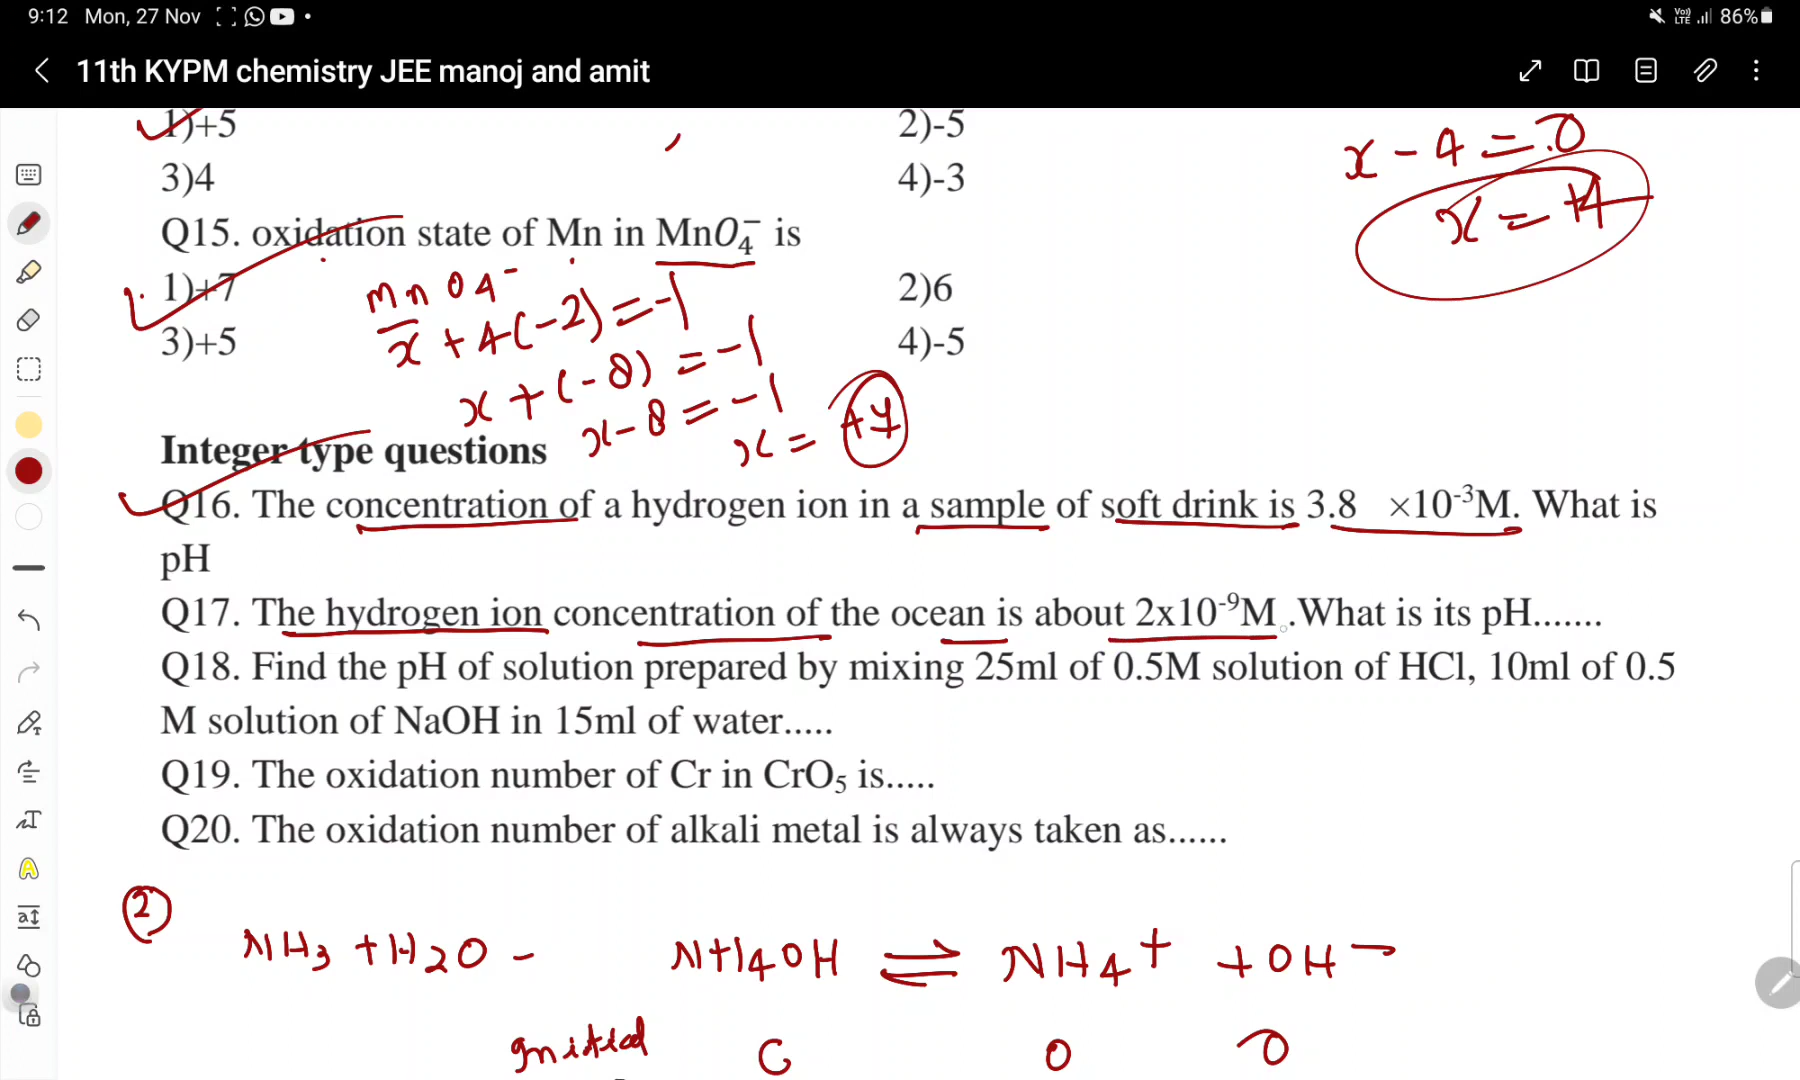 9:12 Mon, 27 Nov
86%
11th KYPM chemistry JEE manoj and amit
1)+5
2)-5
3)4
4)-3
x - 4 = 0
x = +4
Q15. oxidation state of Mn in MnO₄⁻ is
1)+7
2)6
3)+5
4)-5
MnO4⁻
x + 4(-2) = -1
x + (-8) = -1
x - 8 = -1
x = +7
Integer type questions
Q16. The concentration of a hydrogen ion in a sample of soft drink is 3.8 ×10⁻³M. What is
pH
Q17. The hydrogen ion concentration of the ocean is about 2x10⁻⁹M .What is its pH.......
Q18. Find the pH of solution prepared by mixing 25ml of 0.5M solution of HCl, 10ml of 0.5
M solution of NaOH in 15ml of water.....
Q19. The oxidation number of Cr in CrO₅ is.....
Q20. The oxidation number of alkali metal is always taken as......
2
NH3 + H2O - NH4OH ⇌ NH4+ + OH-
Initial C 0 0